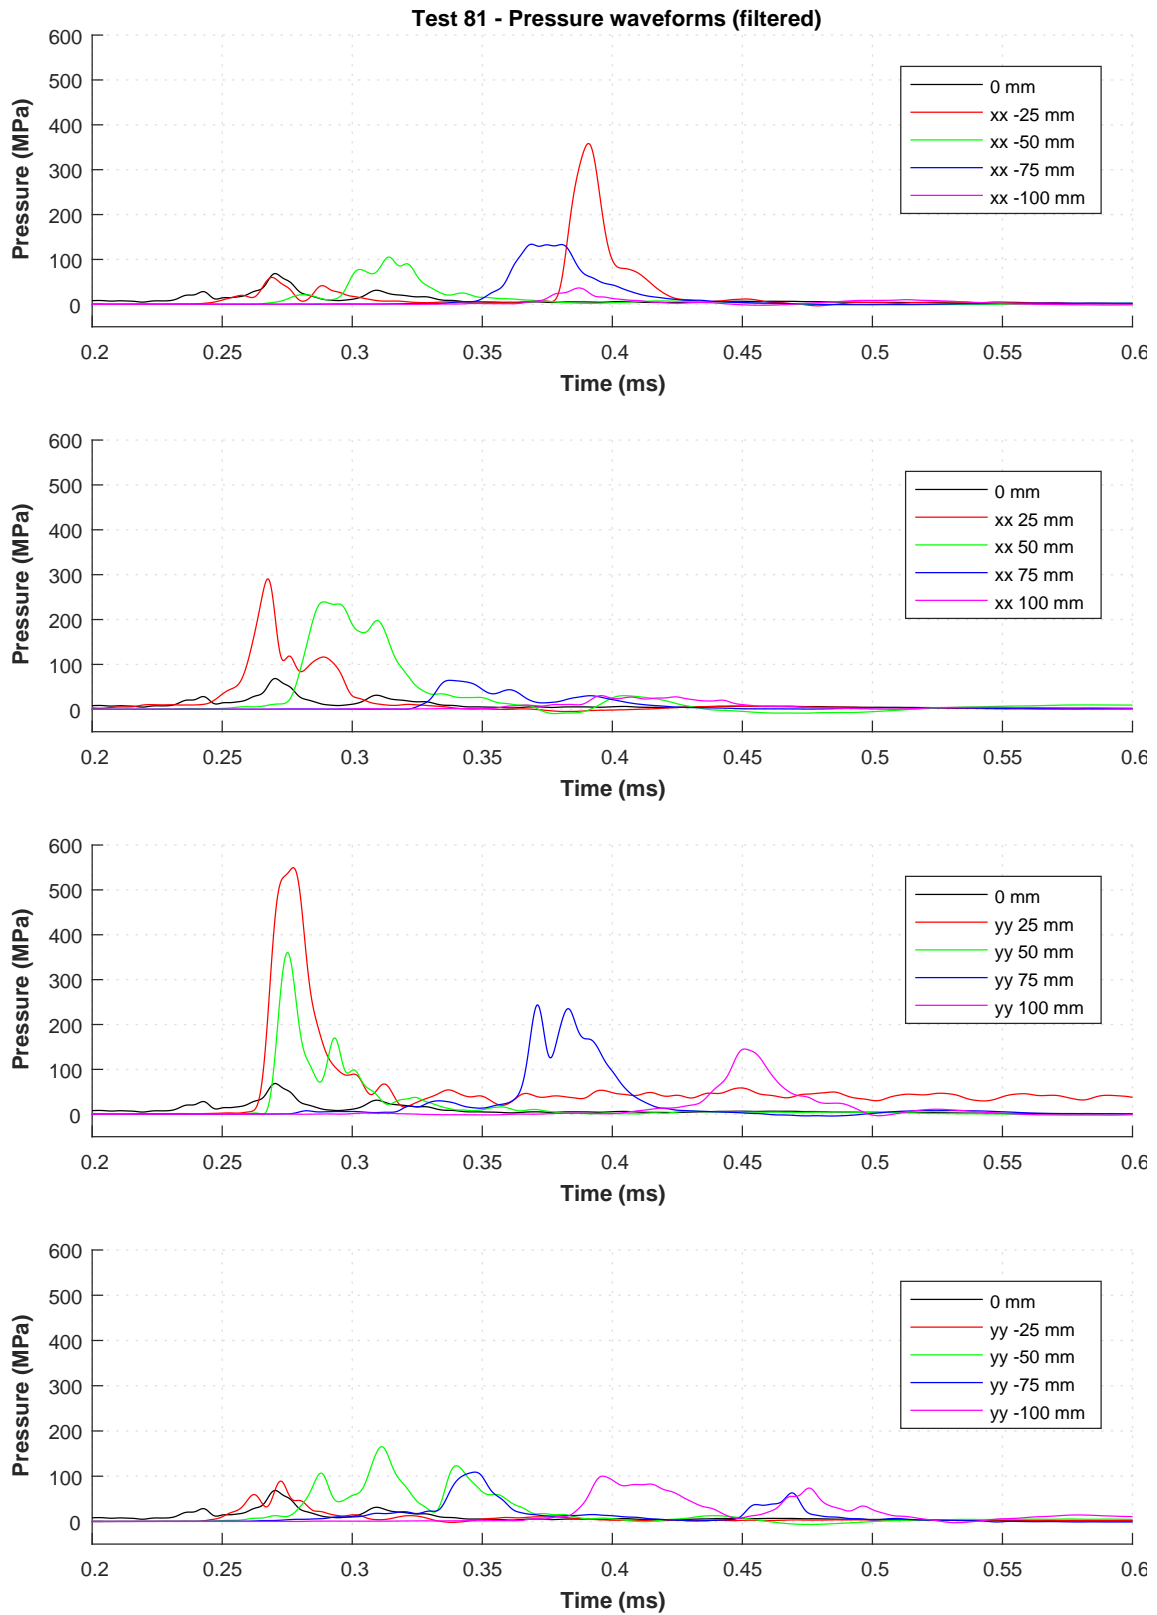 Test 81 - Pressure waveforms (filtered)
600
500
400
300
200
100
0
Pressure (MPa)
0 mm
xx -25 mm
xx -50 mm
xx -75 mm
xx -100 mm
0.2 0.25 0.3 0.35 0.4 0.45 0.5 0.55 0.6
Time (ms)
600
500
400
300
200
100
0
Pressure (MPa)
0 mm
xx 25 mm
xx 50 mm
xx 75 mm
xx 100 mm
0.2 0.25 0.3 0.35 0.4 0.45 0.5 0.55 0.6
Time (ms)
600
500
400
300
200
100
0
Pressure (MPa)
0 mm
yy 25 mm
yy 50 mm
yy 75 mm
yy 100 mm
0.2 0.25 0.3 0.35 0.4 0.45 0.5 0.55 0.6
Time (ms)
600
500
400
300
200
100
0
Pressure (MPa)
0 mm
yy -25 mm
yy -50 mm
yy -75 mm
yy -100 mm
0.2 0.25 0.3 0.35 0.4 0.45 0.5 0.55 0.6
Time (ms)